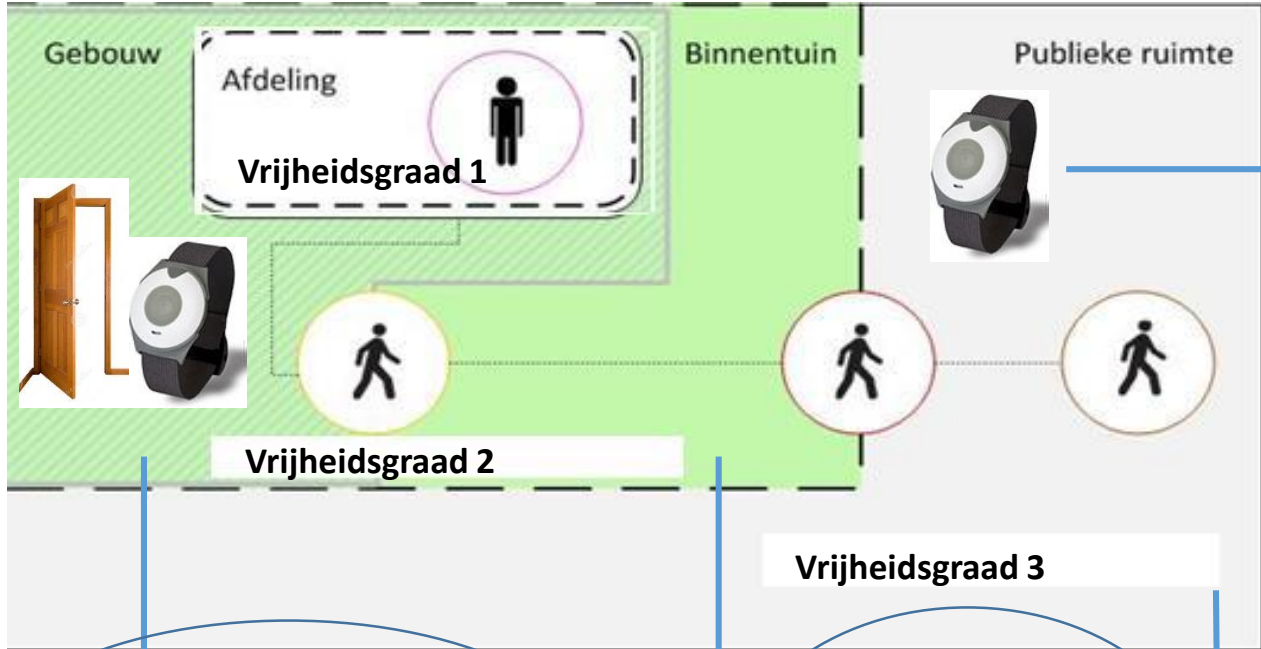 Gebouw
Afdeling
Binnentuin
Publieke ruimte
Vrijheidsgraad 1
Vrijheidsgraad 2
Vrijheidsgraad 3